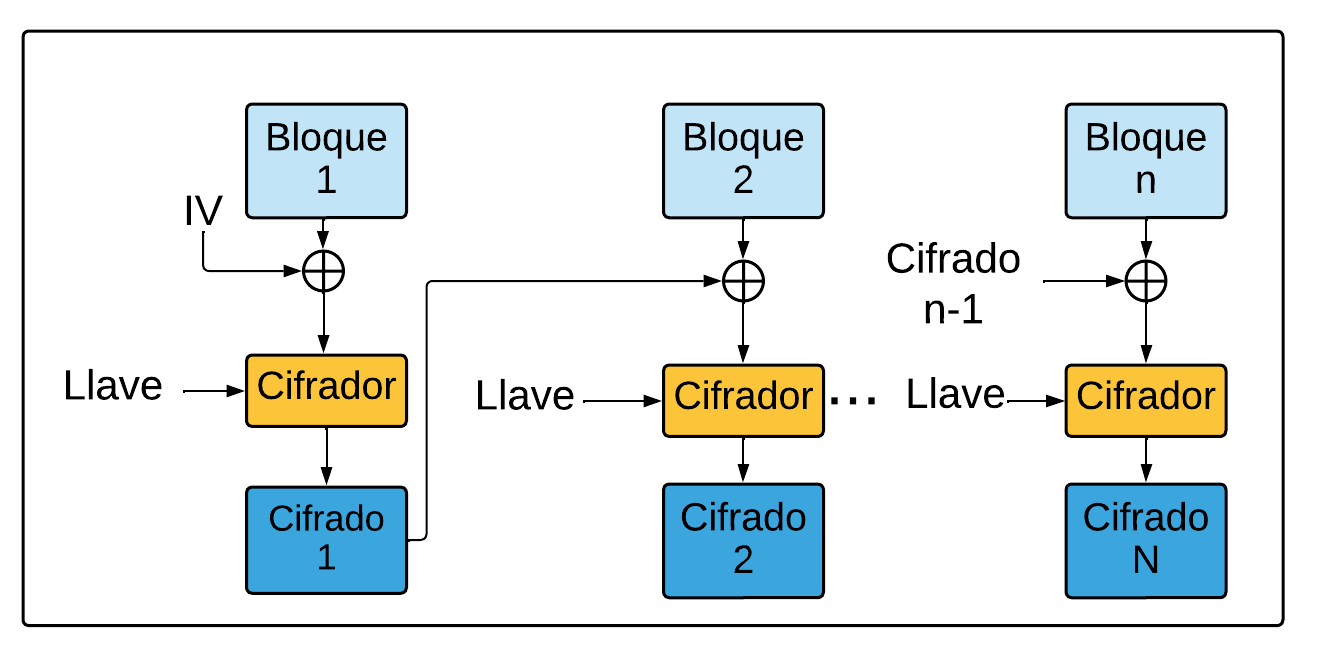 Bloque
1
Bloque
2
Bloque
n
IV
Cifrado
n-1
Llave
Cifrador
Llave
Cifrador
...
Llave
Cifrador
Cifrado
1
Cifrado
2
Cifrado
N